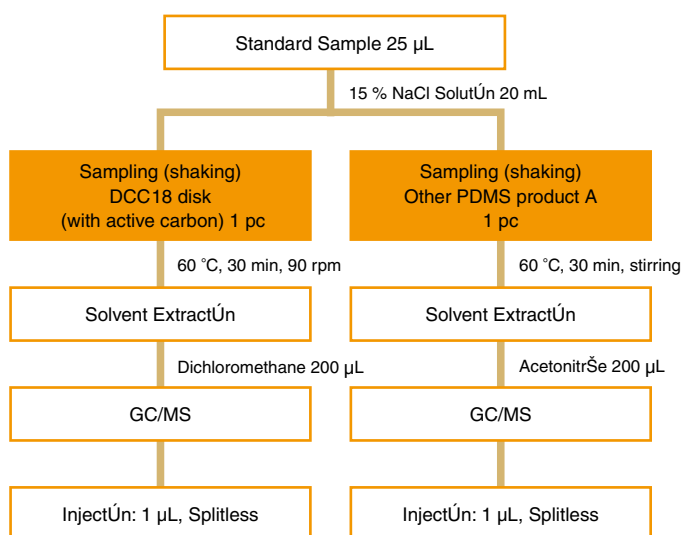 Standard Sample 25 µL
15 % NaCl SolutÚn 20 mL
Sampling (shaking)
DCC18 disk
(with active carbon) 1 pc
Sampling (shaking)
Other PDMS product A
1 pc
60 °C, 30 min, 90 rpm
60 °C, 30 min, stirring
Solvent ExtractÚn
Solvent ExtractÚn
Dichloromethane 200 µL
AcetonitrŠe 200 µL
GC/MS
GC/MS
InjectÚn: 1 µL, Splitless
InjectÚn: 1 µL, Splitless